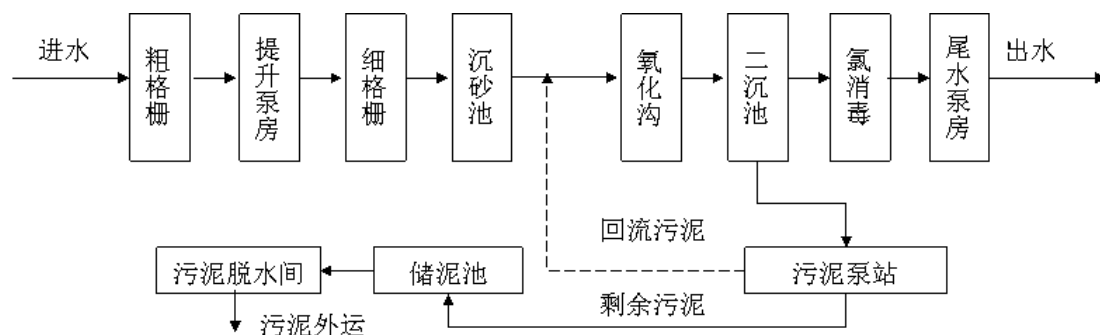 进水
粗格栅
提升泵房
细格栅
沉砂池
氧化沟
二沉池
氯消毒
尾水泵房
出水
回流污泥
污泥脱水间
储泥池
污泥泵站
剩余污泥
污泥外运